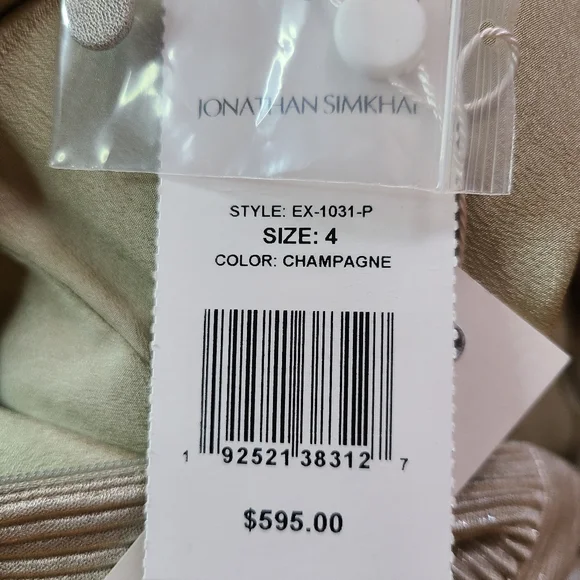 JONATHAN SIMKHAI
STYLE: EX-1031-P
SIZE: 4
COLOR: CHAMPAGNE
1 92521 38312 7
$595.00